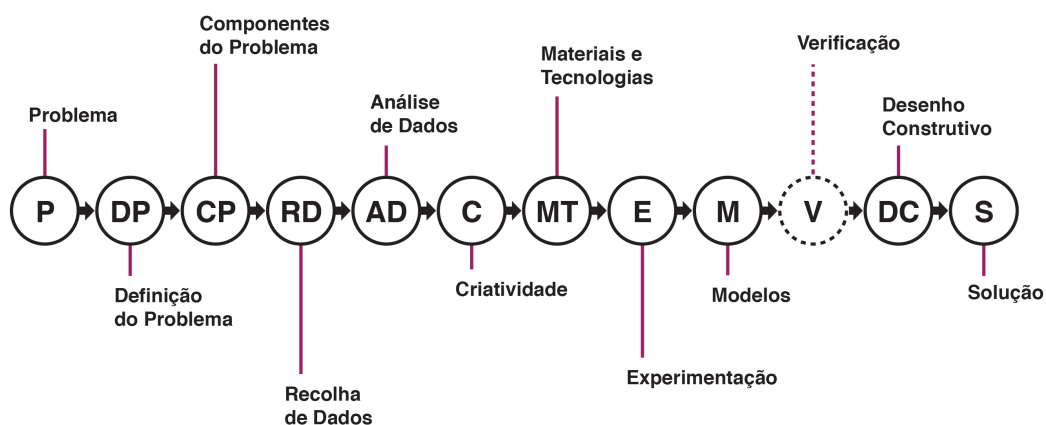 Componentes
do Problema
Verificação
Materiais e
Tecnologias
Análise
de Dados
Desenho
Construtivo
Problema
P
DP
CP
RD
AD
C
MT
E
M
V
DC
S
Definição
do Problema
Criatividade
Modelos
Solução
Experimentação
Recolha
de Dados